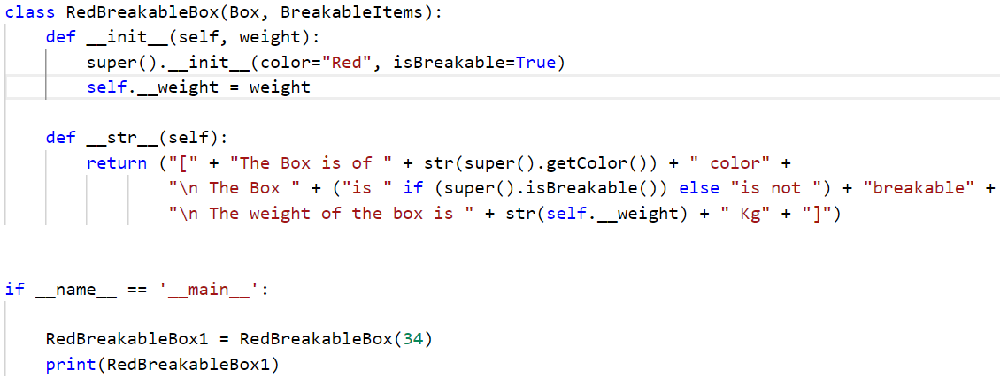 class RedBreakableBox(Box, BreakableItems):
    def __init__(self, weight):
        super().__init__(color="Red", isBreakable=True)
        self.__weight = weight
    def __str__(self):
        return ("[" + "The Box is of " + str(super().getColor()) + " color" +
                "\n The Box " + ("is " if (super().isBreakable()) else "is not ") + "breakable" +
                "\n The weight of the box is " + str(self.__weight) + " Kg" + "]")
if __name__ == '__main__':
    RedBreakableBox1 = RedBreakableBox(34)
    print(RedBreakableBox1)